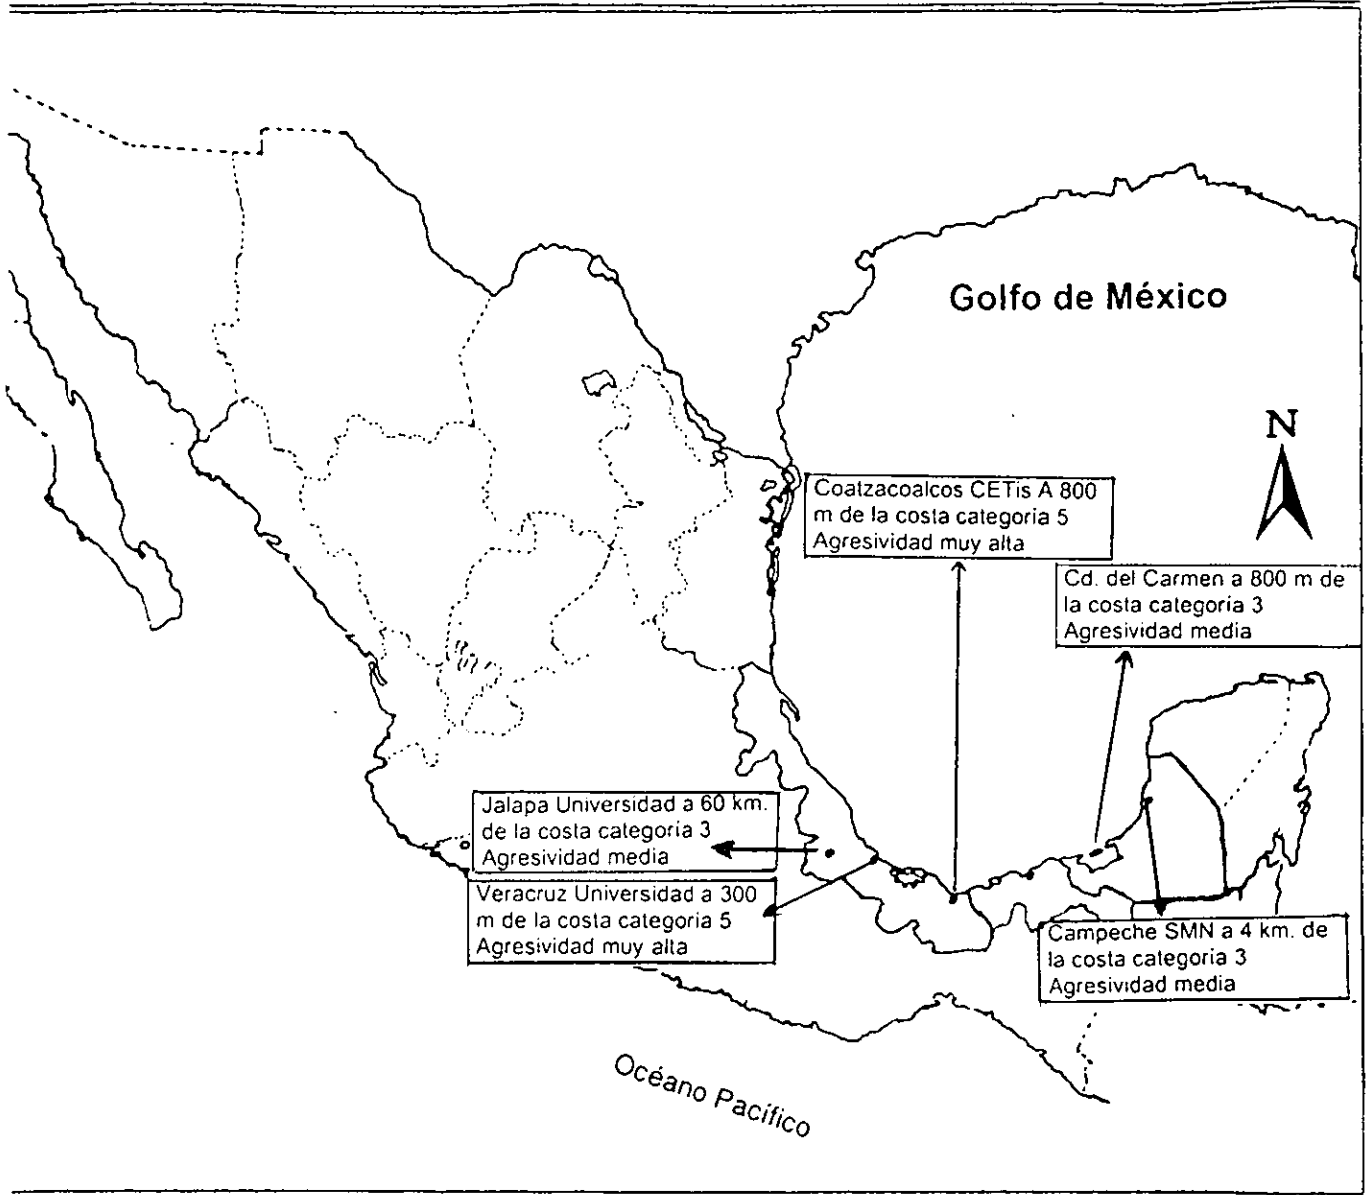 Golfo de México
N
Coatzacoalcos CETis A 800
m de la costa categoria 5
Agresividad muy alta
Cd. del Carmen a 800 m de
la costa categoria 3
Agresividad media
Jalapa Universidad a 60 km.
de la costa categoria 3
Agresividad media
Veracruz Universidad a 300
m de la costa categoria 5
Agresividad muy alta
Campeche SMN a 4 km. de
la costa categoria 3
Agresividad media
Océano Pacífico